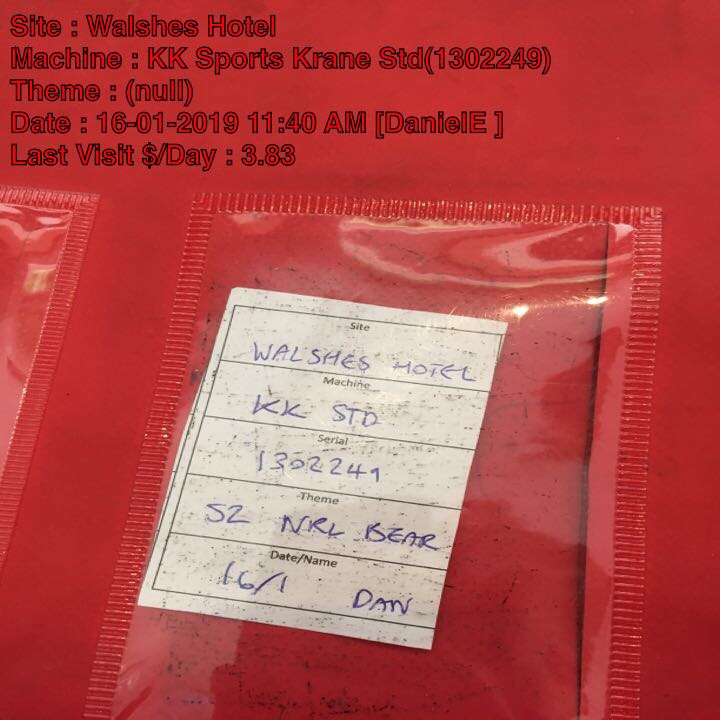 Site : Walshes Hotel
Machine : KK Sports Krane Std(1302249)
Theme : (null)
Date : 16-01-2019 11:40 AM [DanielE ]
Last Visit $/Day : 3.83
Site
WALSHES HOTEL
Machine
KK STD
Serial
1302249
Theme
SZ NRL BEAR
Date/Name
16/1 DAN